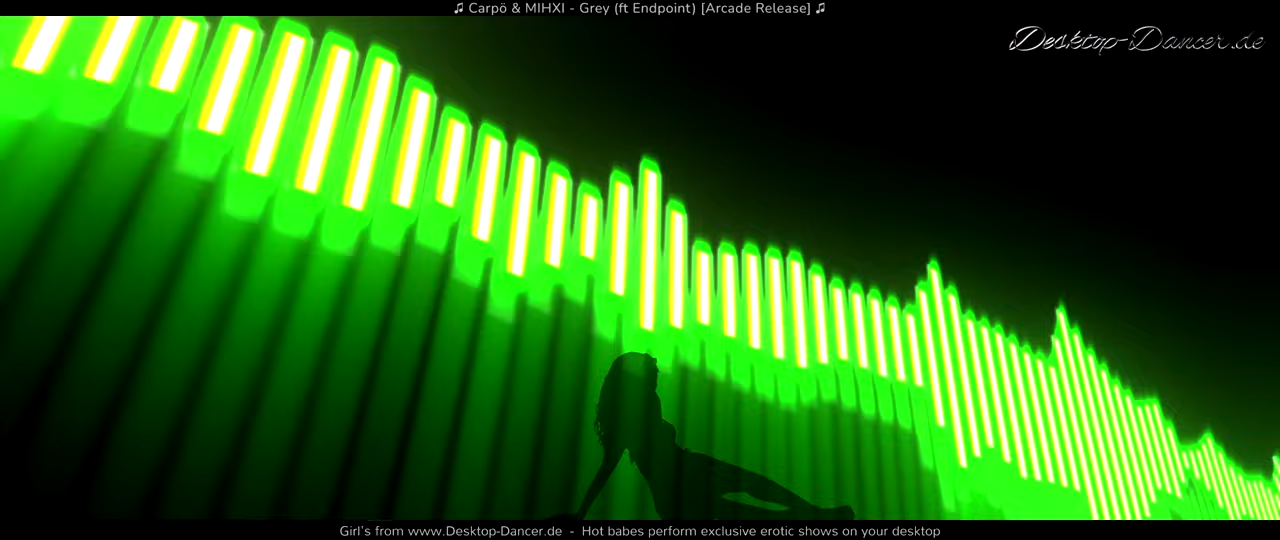 ♫ Carpö & MIHXI - Grey (ft Endpoint) [Arcade Release] ♫
Desktop-Dancer.de
Girl's from www.Desktop-Dancer.de - Hot babes perform exclusive erotic shows on your desktop